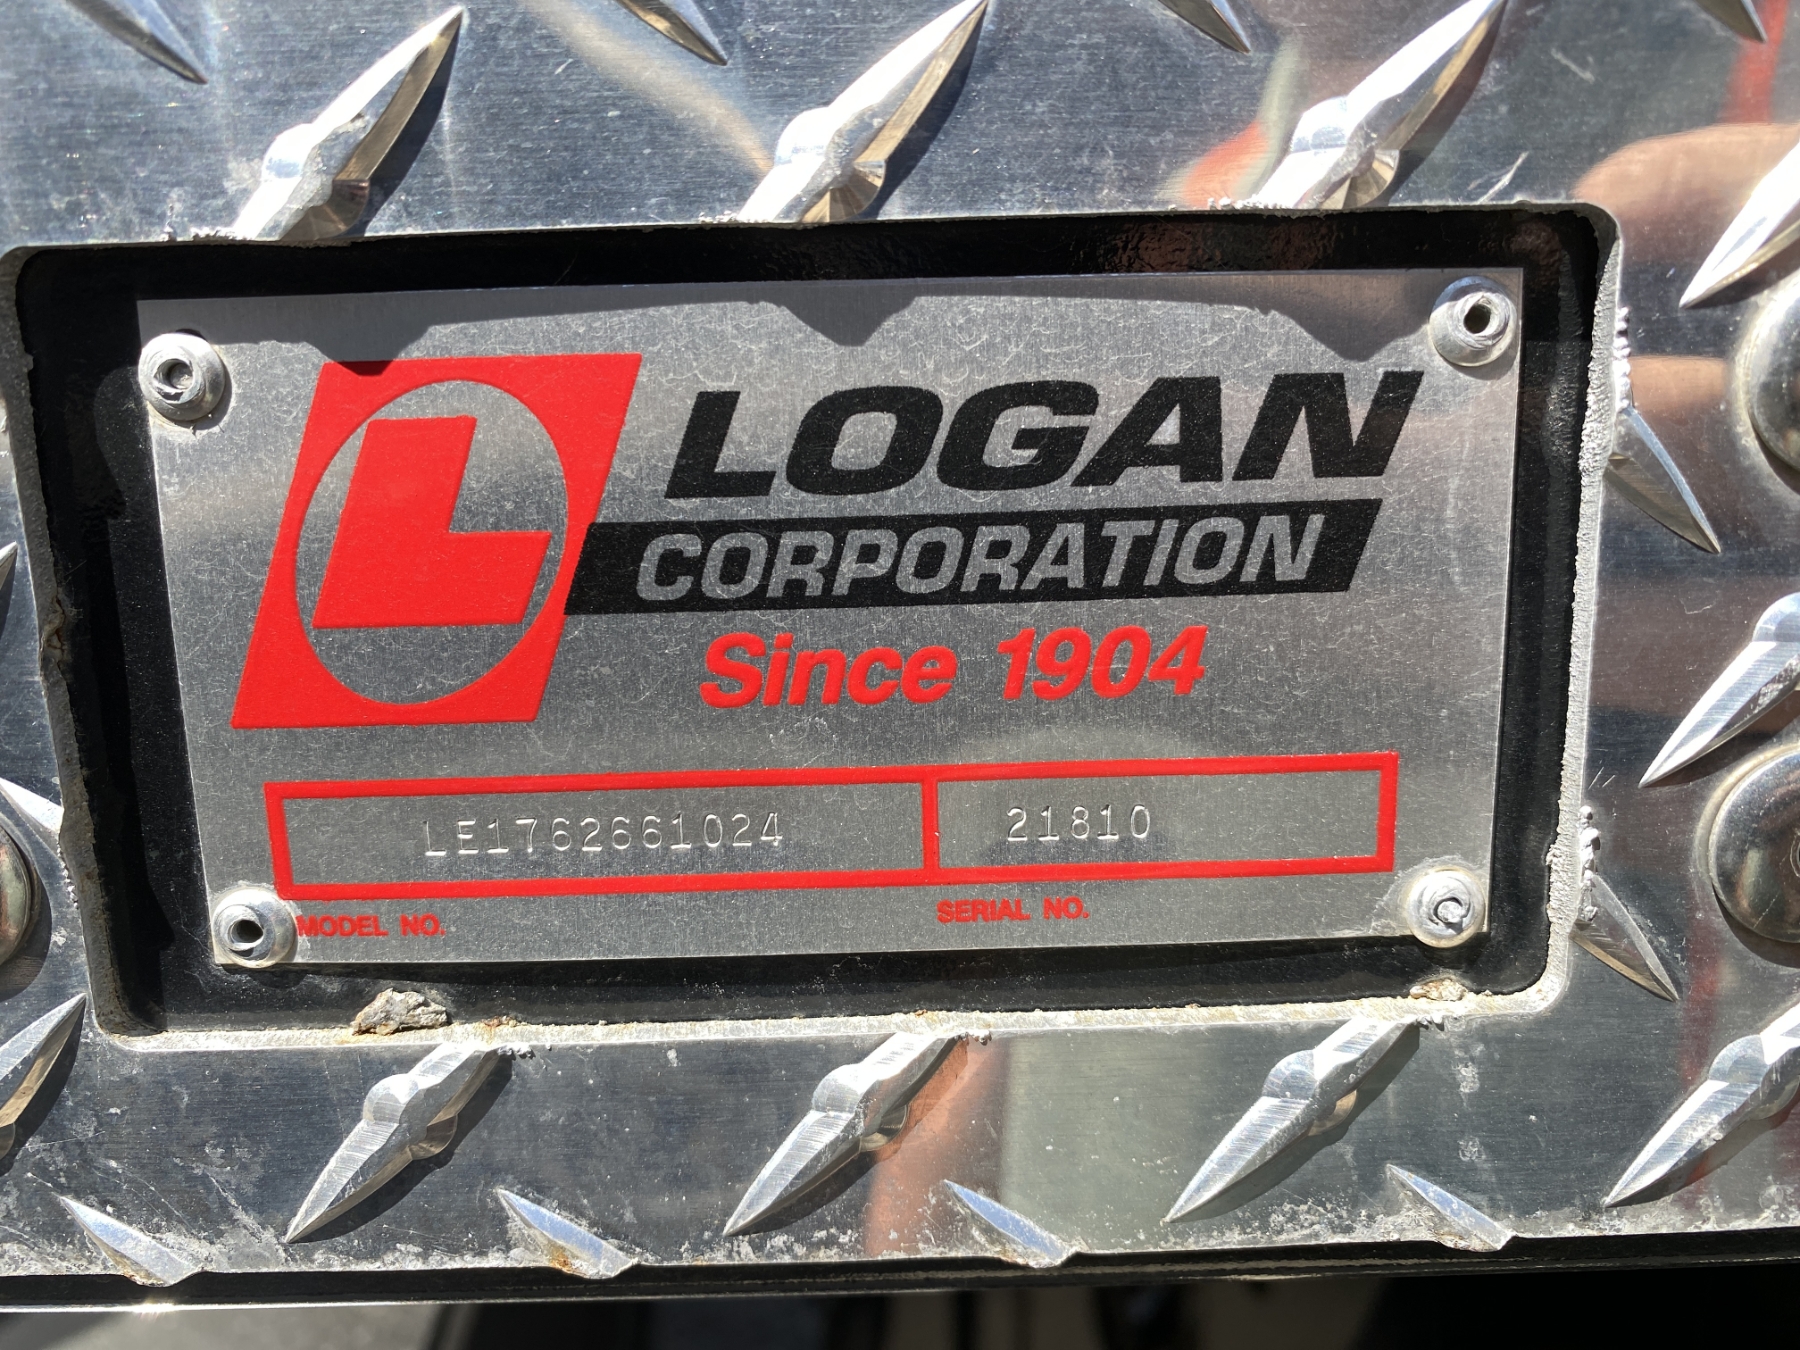 L
LOGAN
CORPORATION
Since 1904
LE1762661024 21810
MODEL NO. SERIAL NO.